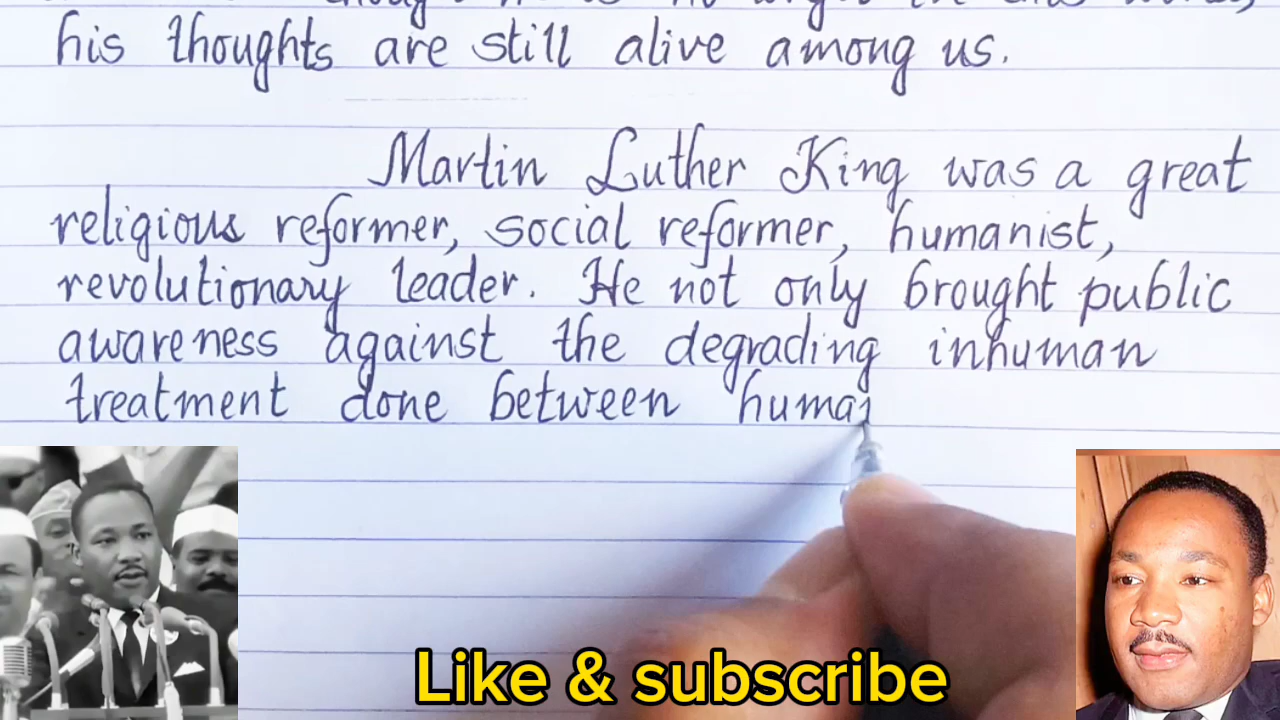 his thoughts are still alive among us.
Martin Luther King was a great
religious reformer, social reformer, humanist,
revolutionary leader. He not only brought public
awareness against the degrading inhuman
treatment done between huma
Like & subscribe